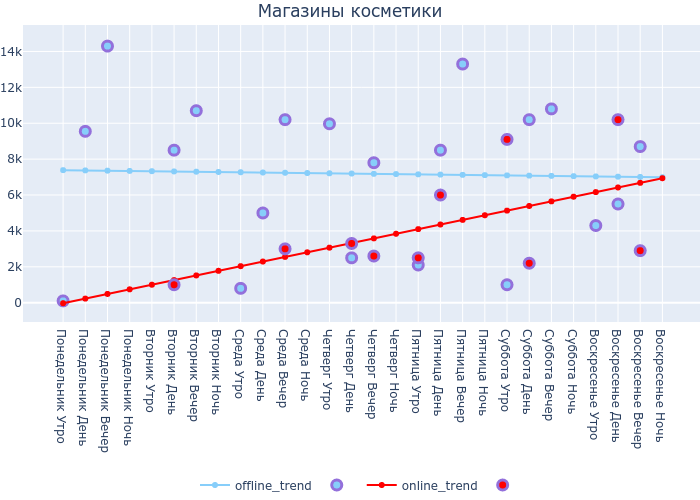 Магазины косметики
14k
12k
10k
8k
6k
4k
2k
0
Понедельник Утро
Понедельник День
Понедельник Вечер
Понедельник Ночь
Вторник Утро
Вторник День
Вторник Вечер
Вторник Ночь
Среда Утро
Среда День
Среда Вечер
Среда Ночь
Четверг Утро
Четверг День
Четверг Вечер
Четверг Ночь
Пятница Утро
Пятница День
Пятница Вечер
Пятница Ночь
Суббота Утро
Суббота День
Суббота Вечер
Суббота Ночь
Воскресенье Утро
Воскресенье День
Воскресенье Вечер
Воскресенье Ночь
offline_trend online_trend